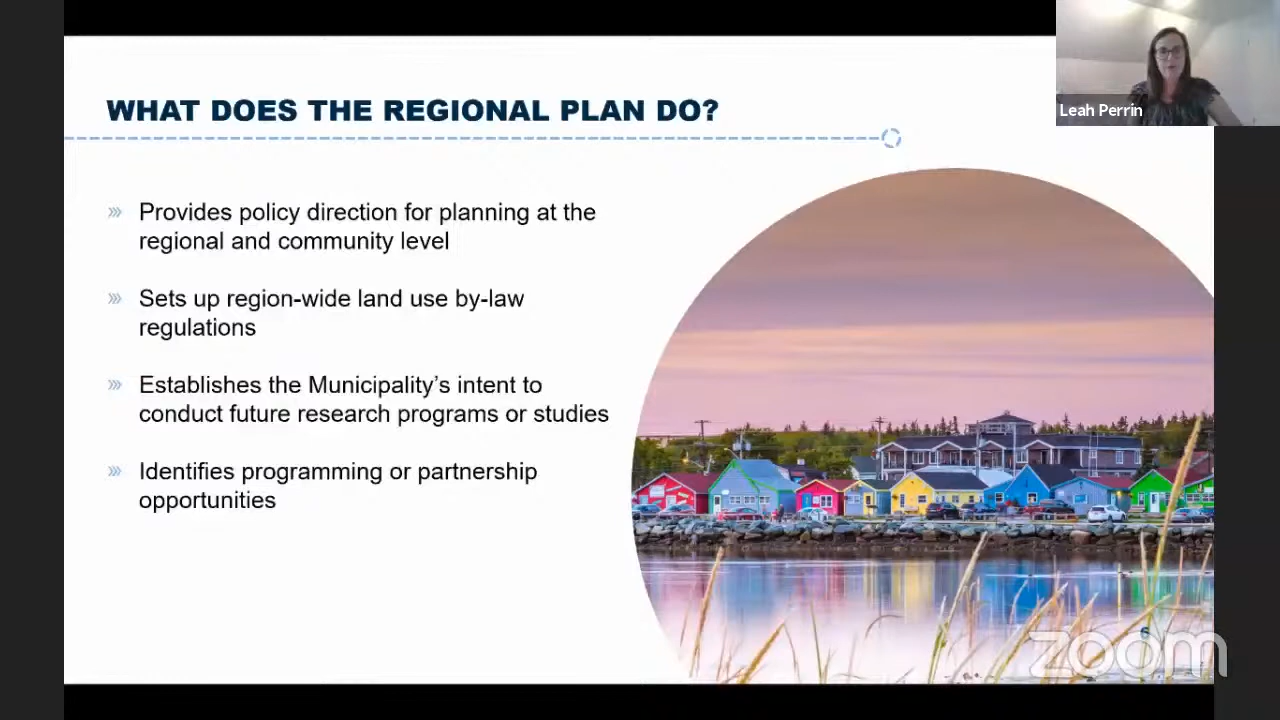 WHAT DOES THE REGIONAL PLAN DO?
Leah Perrin
Provides policy direction for planning at the
regional and community level
Sets up region-wide land use by-law
regulations
Establishes the Municipality's intent to
conduct future research programs or studies
Identifies programming or partnership
opportunities
6
zoom